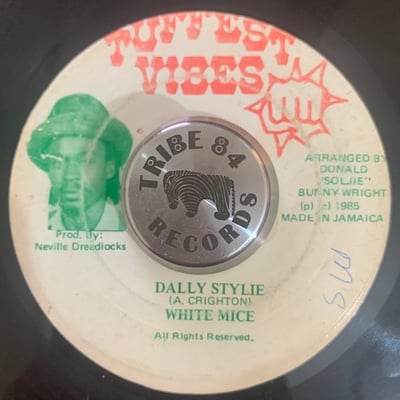 TUFFEST
VIBES
TRIBE 84
RECORDS
ARRANGED BY
DONALD
"SOLJIE"
BUNNY WRIGHT
(p) (c) 1985
MADE IN JAMAICA
Prod. By:
Neville Dreadlocks
DALLY STYLIE
(A. CRIGHTON)
WHITE MICE
All Rights Reserved.